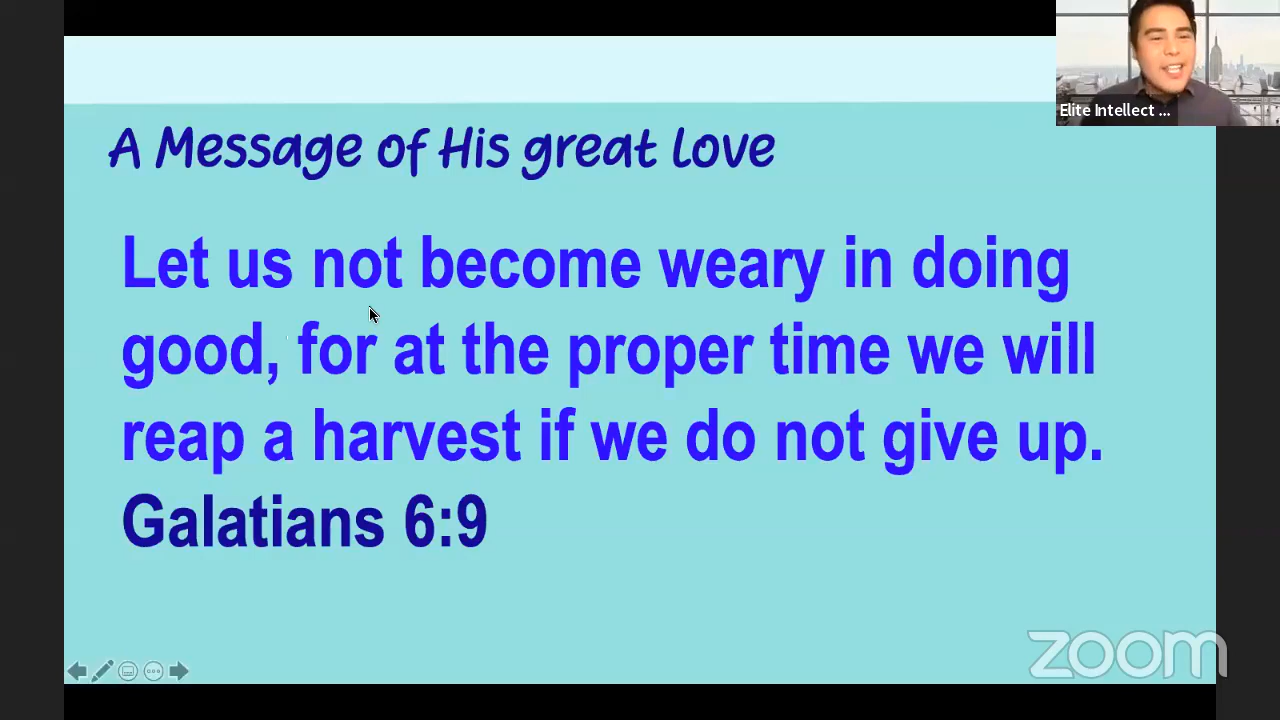 Elite Intellect ...
A Message of His great Love
Let us not become weary in doing
good, for at the proper time we will
reap a harvest if we do not give up.
Galatians 6:9
zoom